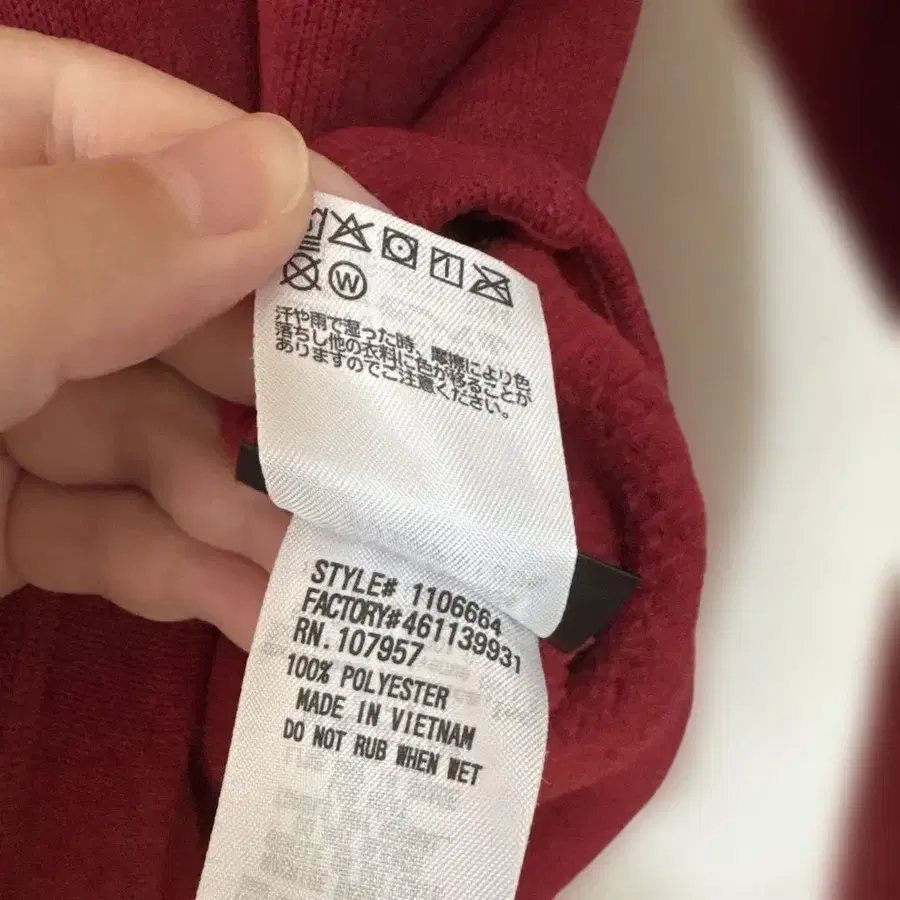 W
汗や雨で湿った時、摩擦により色
落ちし他の衣料に色が移ることが
ありますのでご注意ください。
STYLE# 1106664
FACTORY#461139931
RN.107957
100% POLYESTER
MADE IN VIETNAM
DO NOT RUB WHEN WET